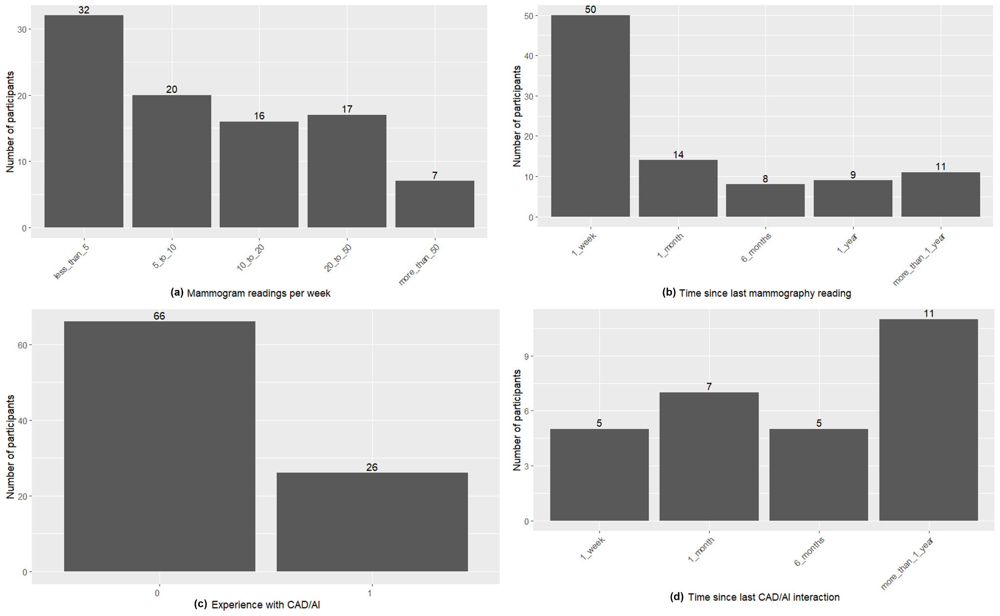 32
20
16
17
7
30
20
10
0
Number of participants
less_than_5
5_to_10
10_to_20
20_to_50
more_than_50
(a) Mammogram readings per week
50
14
8
9
11
50
40
30
20
10
0
Number of participants
1_week
1_month
6_months
1_year
more_than_1_year
(b) Time since last mammography reading
66
26
60
40
20
0
Number of participants
0
1
(c) Experience with CAD/AI
5
7
5
11
9
6
3
0
Number of participants
1_week
1_month
6_months
more_than_1_year
(d) Time since last CAD/AI interaction